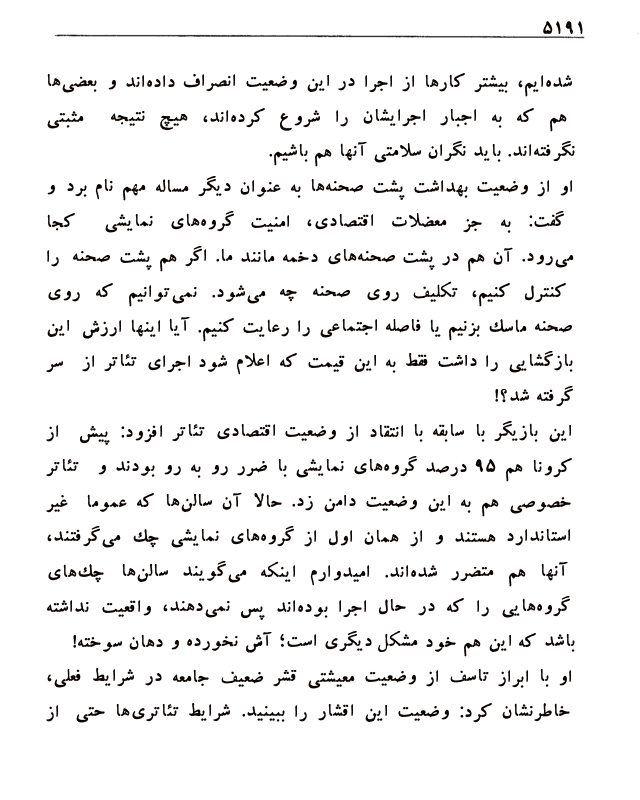 ۵۱۹۱
شده‌ایم، بیشتر کارها از اجرا در این وضعیت انصراف داده‌اند و بعضی‌ها
هم که به اجبار اجرایشان را شروع کرده‌اند، هیچ نتیجه مثبتی
نگرفته‌اند. باید نگران سلامتی آنها هم باشیم.
او از وضعیت بهداشت پشت صحنه‌ها به عنوان دیگر مساله مهم نام برد و
گفت: به جز معضلات اقتصادی، امنیت گروه‌های نمایشی کجا
می‌رود. آن هم در پشت صحنه‌های دخمه مانند ما. اگر هم پشت صحنه را
کنترل کنیم، تکلیف روی صحنه چه می‌شود. نمی‌توانیم که روی
صحنه ماسك بزنیم یا فاصله اجتماعی را رعایت کنیم. آیا اینها ارزش این
بازگشایی را داشت فقط به این قیمت که اعلام شود اجرای تئاتر از سر
گرفته شد؟!
این بازیگر با سابقه با انتقاد از وضعیت اقتصادی تئاتر افزود: پیش از
کرونا هم ۹۵ درصد گروه‌های نمایشی با ضرر رو به رو بودند و تئاتر
خصوصی هم به این وضعیت دامن زد. حالا آن سالن‌ها که عموما غیر
استاندارد هستند و از همان اول از گروه‌های نمایشی چك می‌گرفتند،
آنها هم متضرر شده‌اند. امیدوارم اینکه می‌گویند سالن‌ها چك‌های
گروه‌هایی را که در حال اجرا بوده‌اند پس نمی‌دهند، واقعیت نداشته
باشد که این هم خود مشکل دیگری است؛ آش نخورده و دهان سوخته!
او با ابراز تاسف از وضعیت معیشتی قشر ضعیف جامعه در شرایط فعلی،
خاطرنشان کرد: وضعیت این اقشار را ببینید. شرایط تئاتری‌ها حتی از